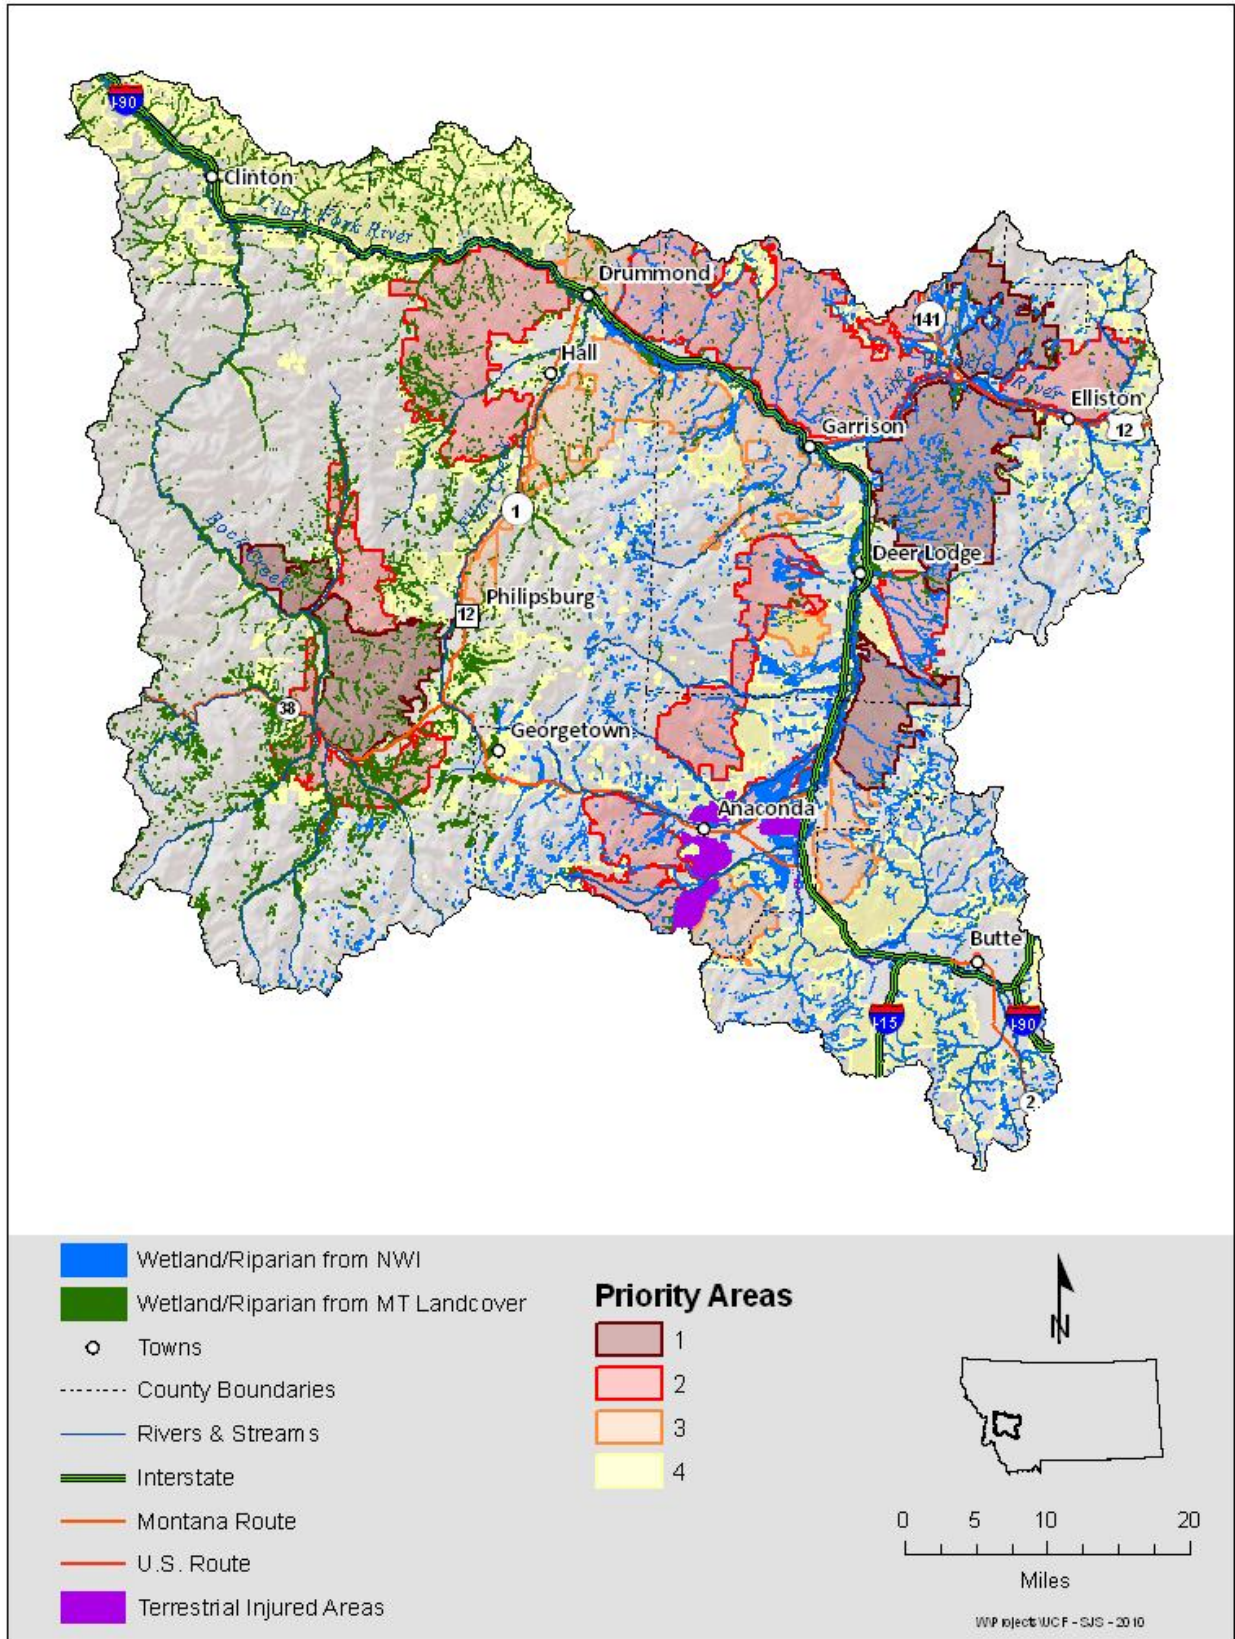 I-90
Clinton
Clark Fork River
Drummond
141
Hall
River
Elliston
12
Garrison
1
Deer Lodge
Rock Creek
Philipsburg
12
38
Georgetown
Anaconda
Butte
I-15
I-90
2
Wetland/Riparian from NWI
Wetland/Riparian from MT Landcover
Towns
County Boundaries
Rivers & Streams
Interstate
Montana Route
U.S. Route
Terrestrial Injured Areas
Priority Areas
1
2
3
4
N
0 5 10 20
Miles
W:\Projects\UCF - SJS - 2010